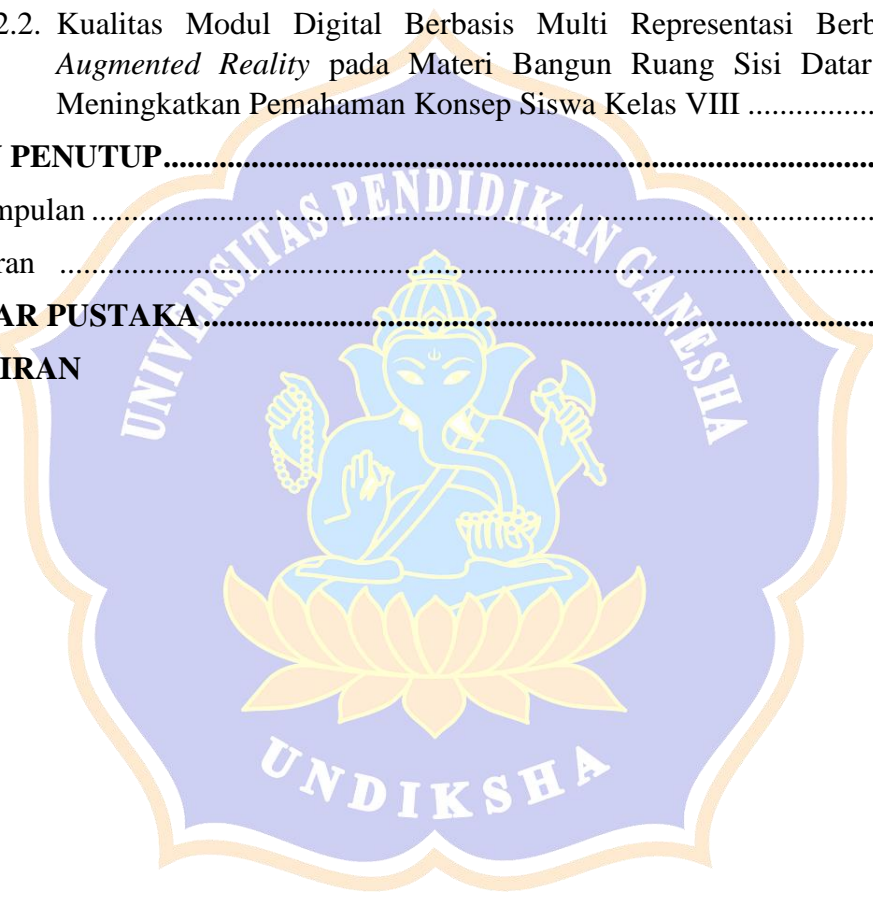 2.2. Kualitas Modul Digital Berbasis Multi Representasi Berb
Augmented Reality pada Materi Bangun Ruang Sisi Datar
Meningkatkan Pemahaman Konsep Siswa Kelas VIII ..................
PENUTUP..........................................................................................
mpulan ..................................................................................................
ran ......................................................................................................
AR PUSTAKA ....................................................................................
IRAN
UNIVERSITAS PENDIDIKAN GANESHA
UNDIKSHA